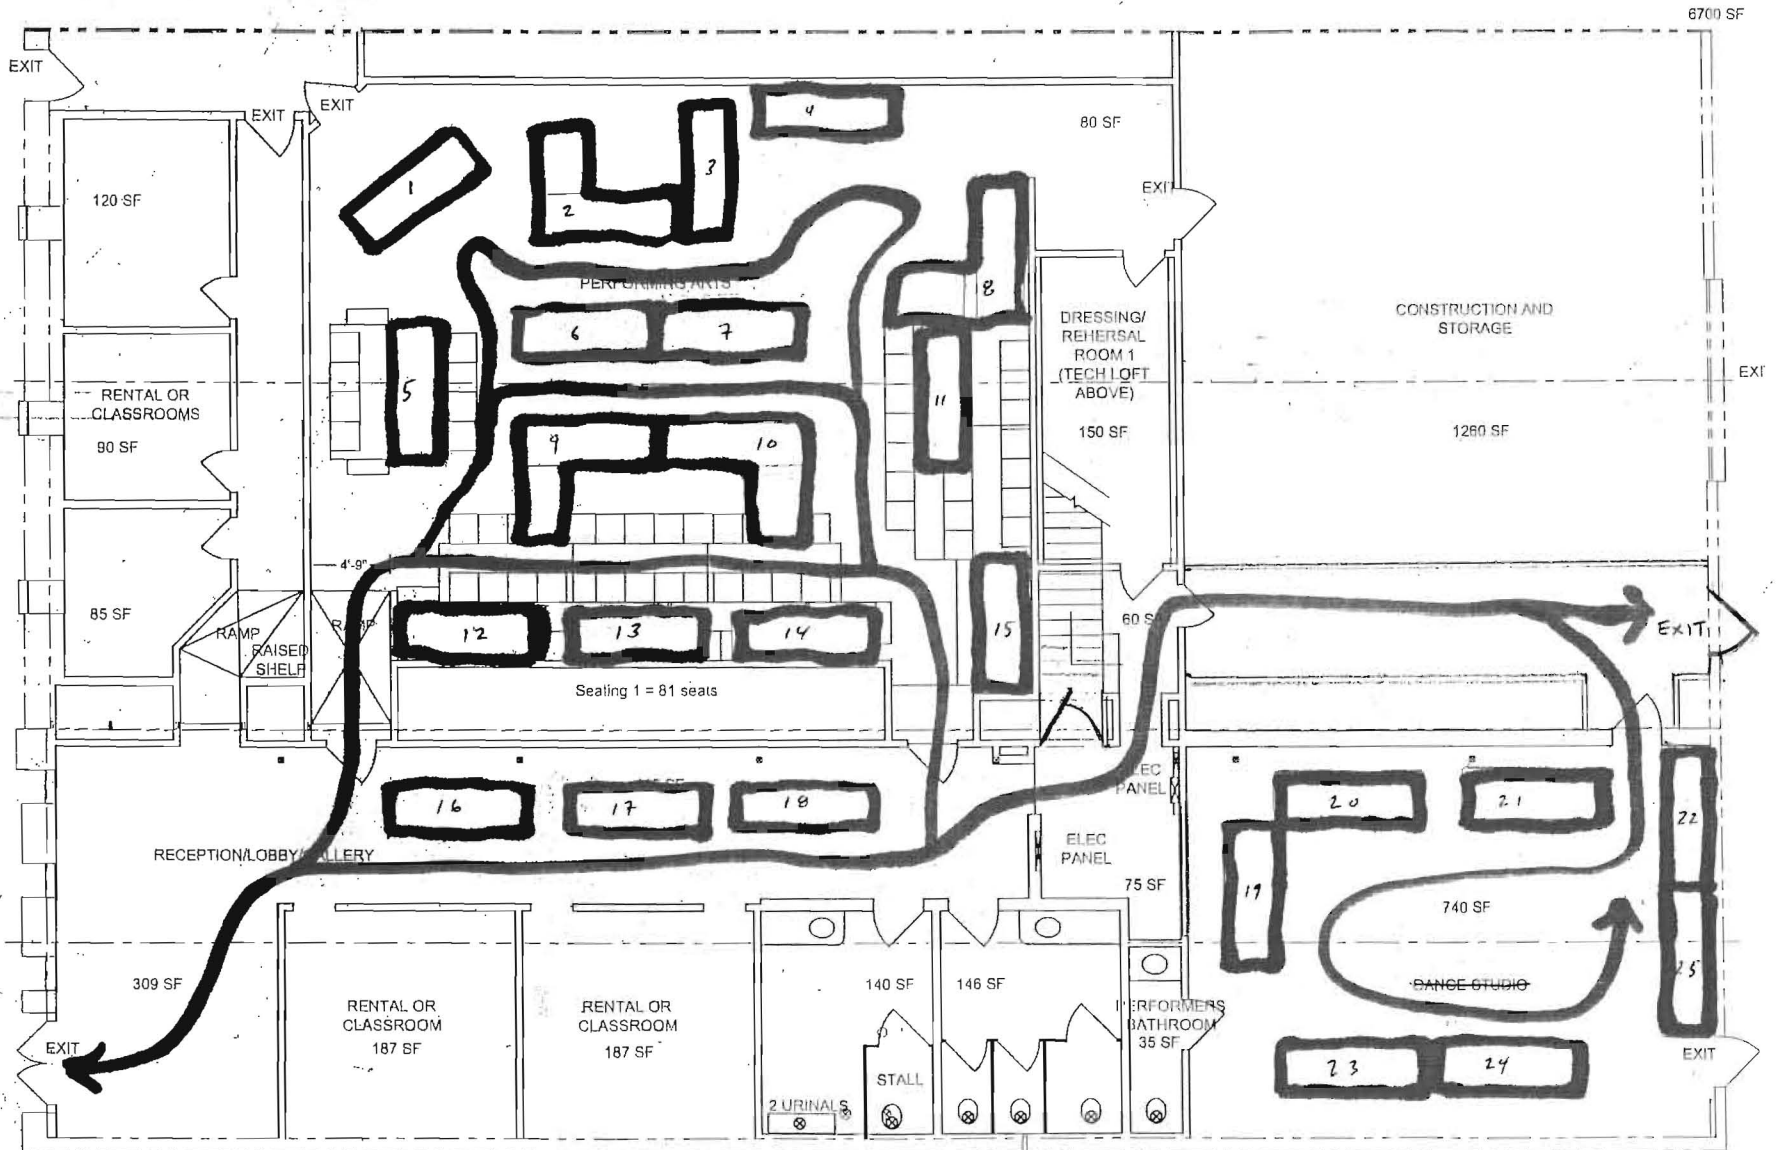 6700 SF
EXIT
EXIT
EXIT
4
80 SF
3
1
2
120 SF
EXIT
PERFORMING ARTS
8
DRESSING/
REHERSAL
ROOM 1
(TECH LOFT
ABOVE)
150 SF
CONSTRUCTION AND
STORAGE
1260 SF
EXIT
6
7
5
11
RENTAL OR
CLASSROOMS
90 SF
9
10
4'-9"
85 SF
RAMP
RAISED
SHELF
RAMP
12
13
14
15
60 S
EXIT
Seating 1 = 81 seats
16
17
18
ELEC
PANEL
20
21
22
RECEPTION/LOBBY/GALLERY
ELEC
PANEL
75 SF
19
740 SF
25
309 SF
RENTAL OR
CLASSROOM
187 SF
RENTAL OR
CLASSROOM
187 SF
140 SF
146 SF
PERFORMERS
BATHROOM
35 SF
DANCE STUDIO
EXIT
STALL
2 URINALS
23
24
EXIT